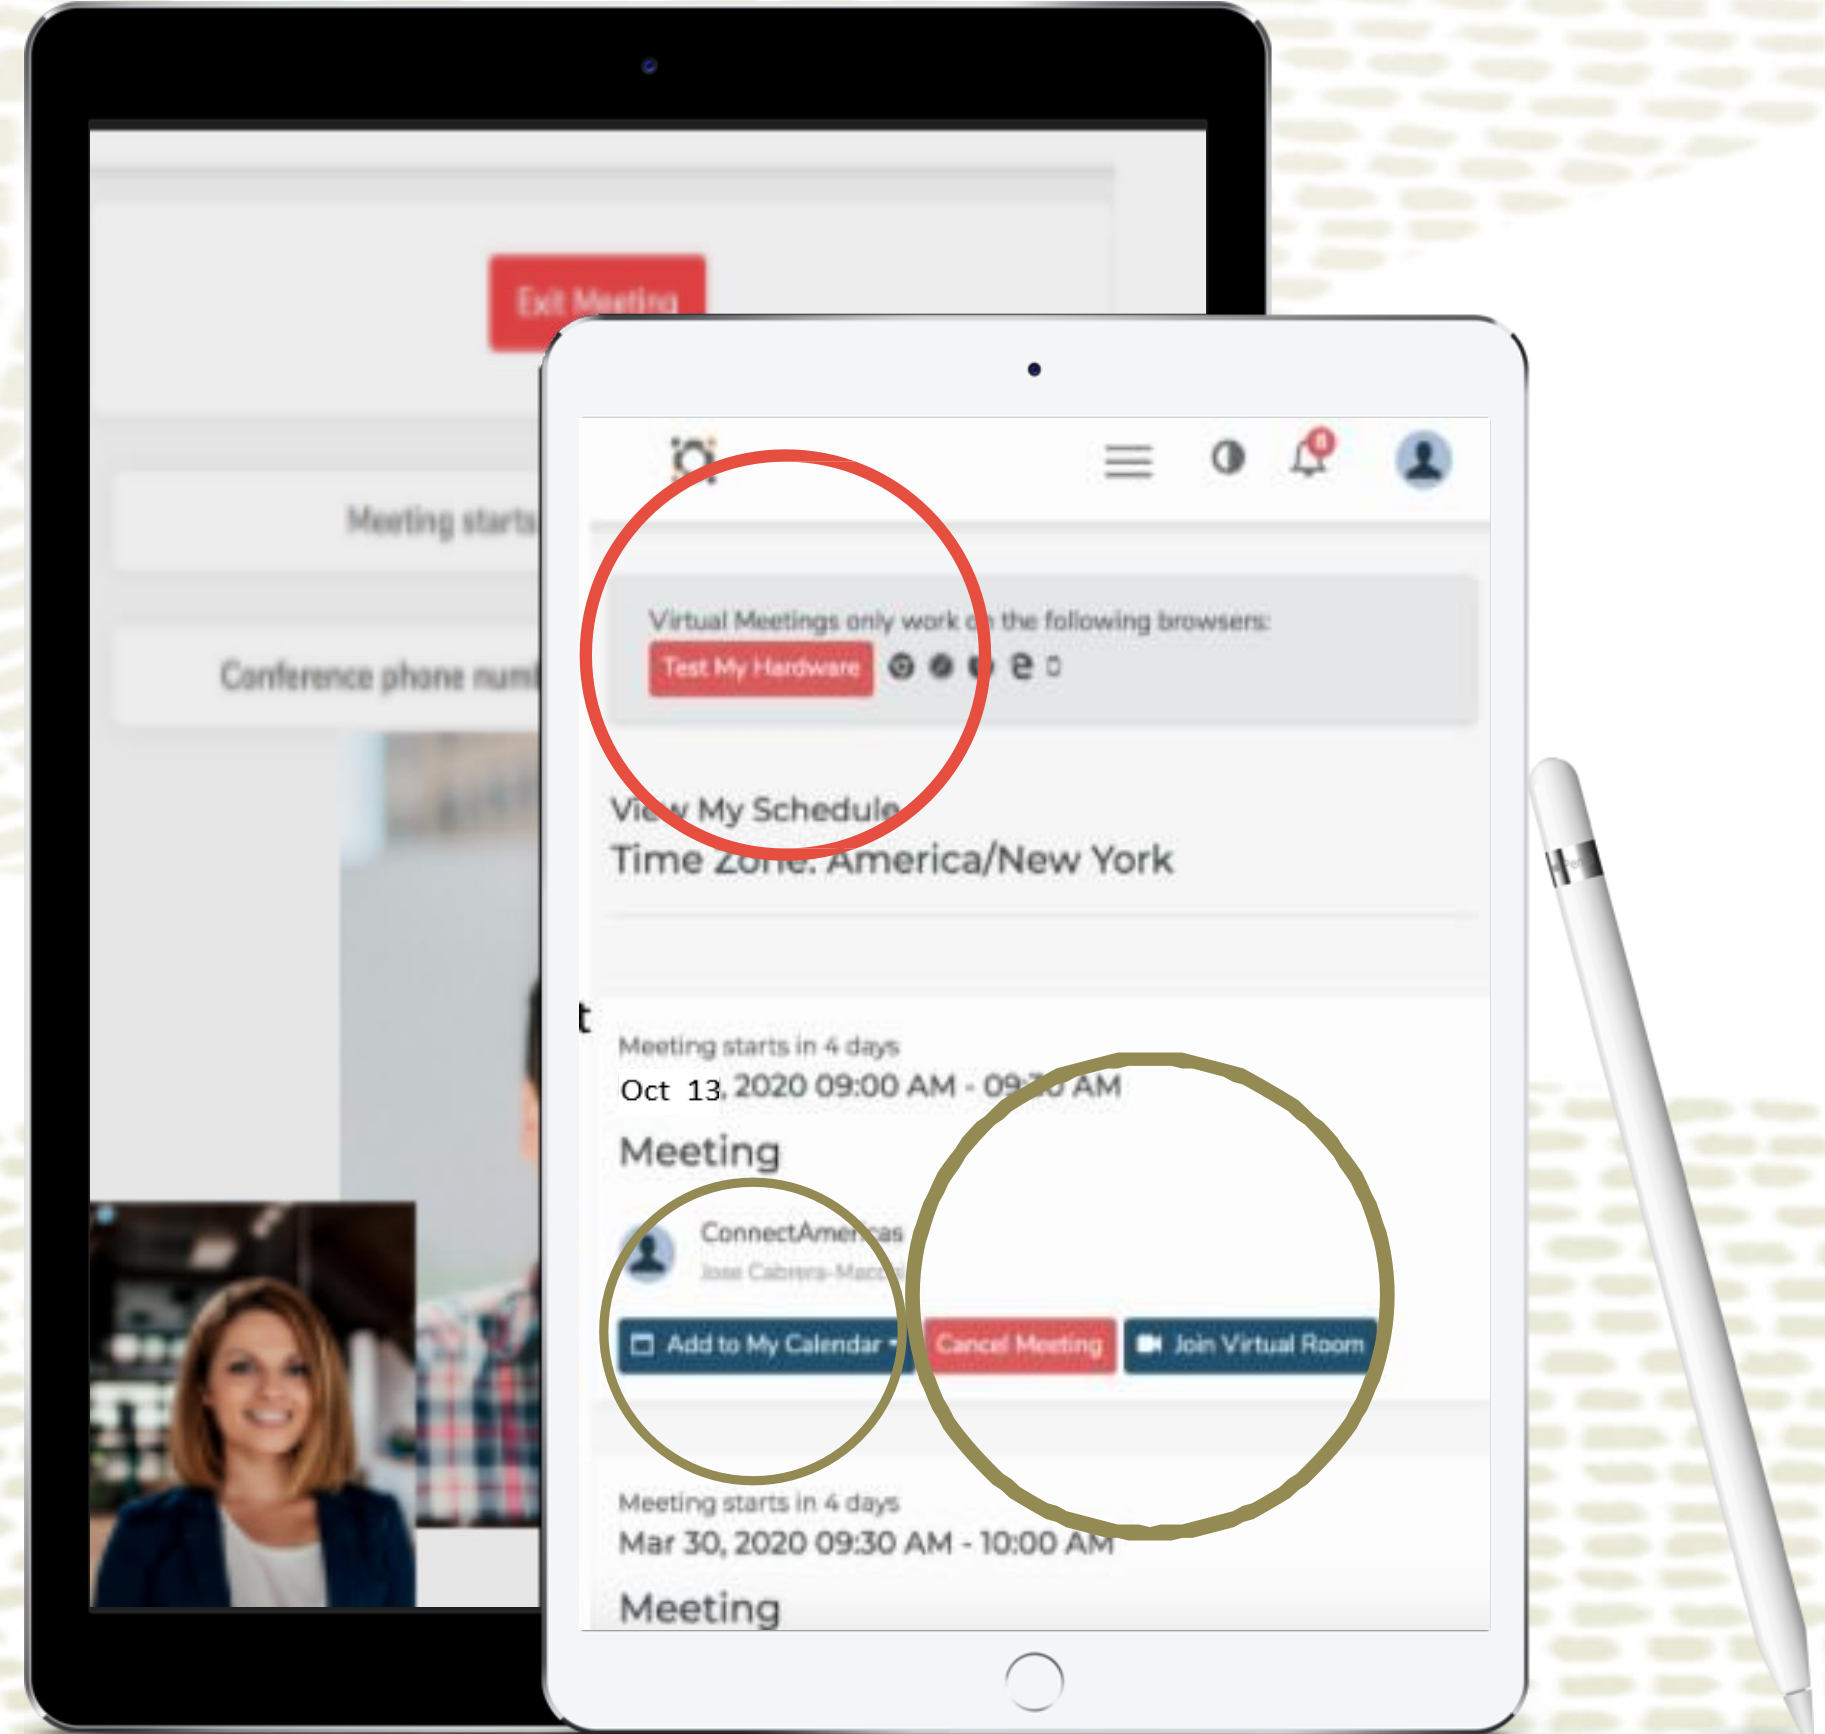 Exit Meeting
Meeting starts
Conference phone
8
Virtual Meetings only work on the following browsers:
Test My Hardware
View My Schedule
Time Zone: America/New York
t
Meeting starts in 4 days
Oct 13, 2020 09:00 AM - 09:30 AM
Meeting
ConnectAmericas
Jose
Add to My Calendar
Cancel Meeting
Join Virtual Room
Meeting starts in 4 days
Mar 30, 2020 09:30 AM - 10:00 AM
Meeting